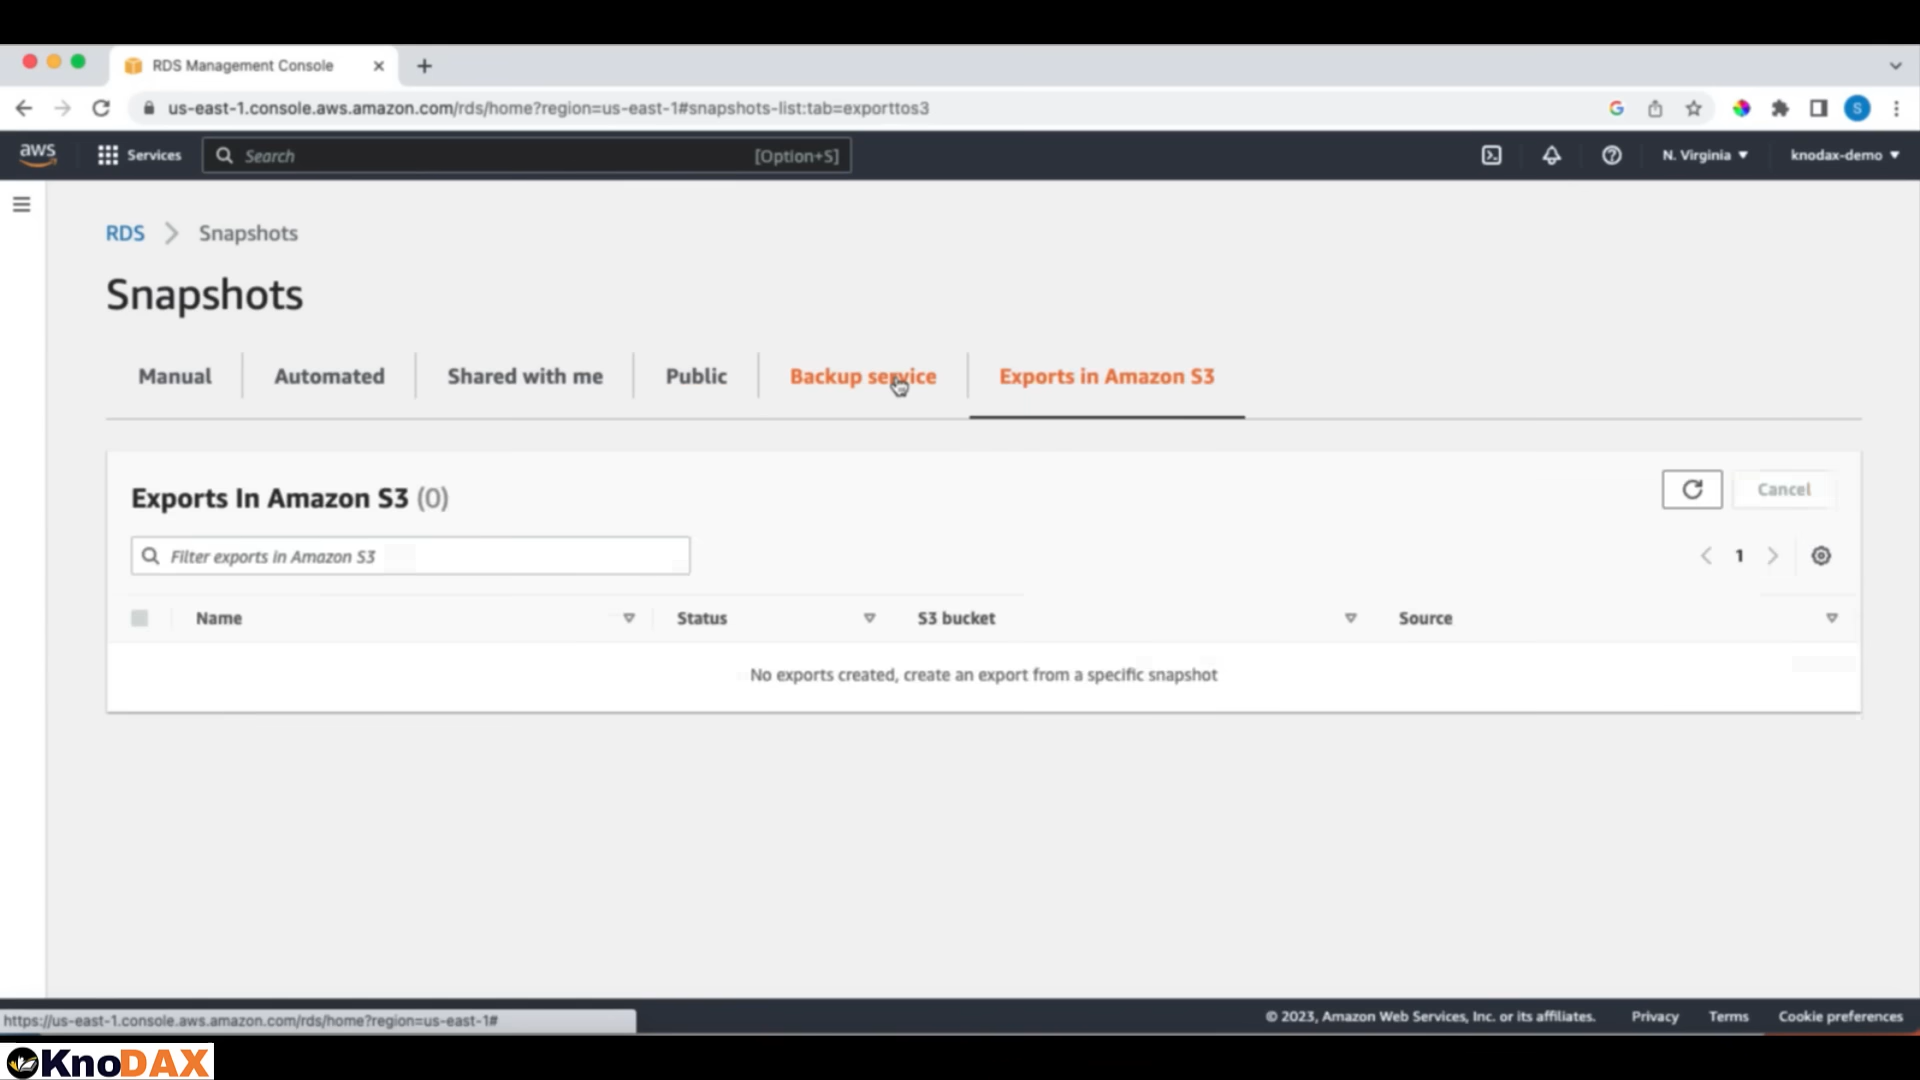 RDS Management Console
us-east-1.console.aws.amazon.com/rds/home?region=us-east-1#snapshots-list:tab=exporttos3
G
S
aws
Services
Search
[Option+S]
N. Virginia
knodax-demo
RDS
Snapshots
Snapshots
Manual
Automated
Shared with me
Public
Backup service
Exports in Amazon S3
Exports In Amazon S3 (0)
Cancel
Filter exports in Amazon S3
1
Name
Status
S3 bucket
Source
No exports created, create an export from a specific snapshot
https://us-east-1.console.aws.amazon.com/rds/home?region=us-east-1#
© 2023, Amazon Web Services, Inc. or its affiliates.
Privacy
Terms
Cookie preferences
KnoDAX